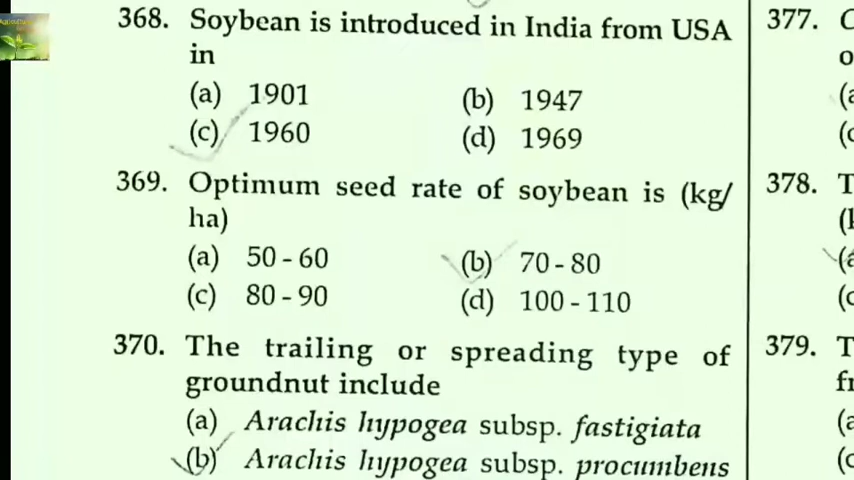 368. Soybean is introduced in India from USA
in
(a) 1901 (b) 1947
(c) 1960 (d) 1969
369. Optimum seed rate of soybean is (kg/
ha)
(a) 50 - 60 (b) 70 - 80
(c) 80 - 90 (d) 100 - 110
370. The trailing or spreading type of
groundnut include
(a) Arachis hypogea subsp. fastigiata
(b) Arachis hypogea subsp. procumbens
377.
378. T
379. T